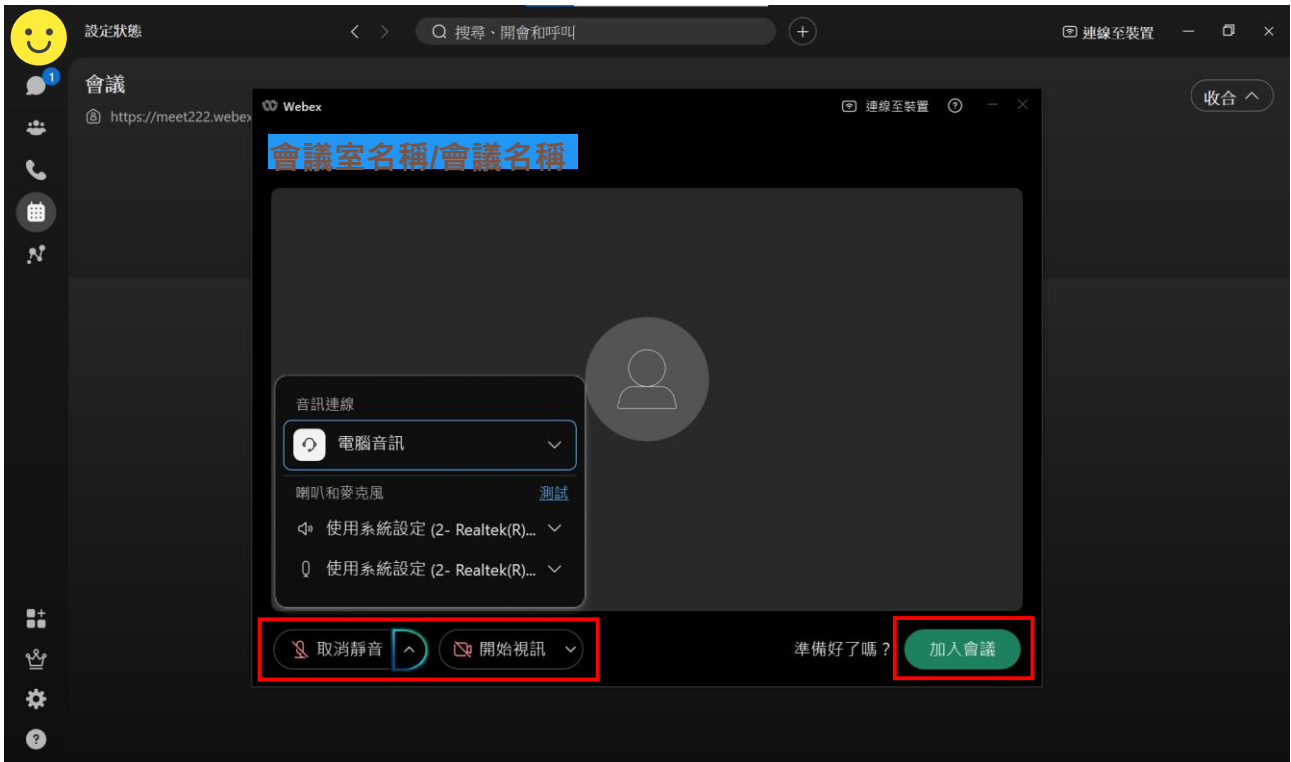 設定狀態
搜尋、開會和呼叫
連線至裝置
1
會議
https://meet222.webex
收合
Webex
連線至裝置
會議室名稱/會議名稱
音訊連線
電腦音訊
喇叭和麥克風 測試
使用系統設定 (2- Realtek(R)...
使用系統設定 (2- Realtek(R)...
取消靜音
開始視訊
準備好了嗎？
加入會議